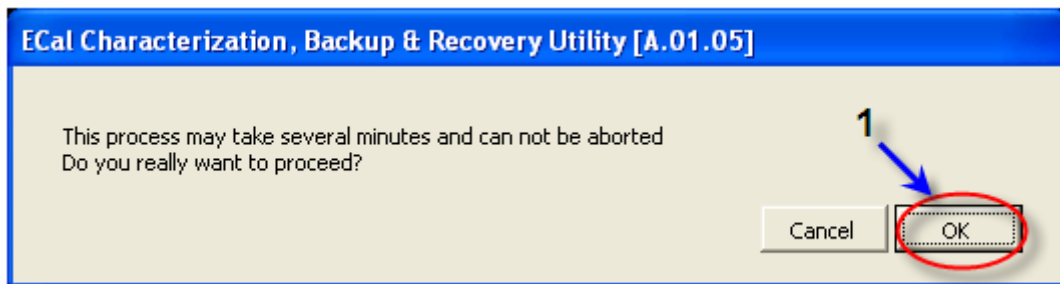 ECal Characterization, Backup & Recovery Utility [A.01.05]
This process may take several minutes and can not be aborted
Do you really want to proceed?
1
Cancel
OK